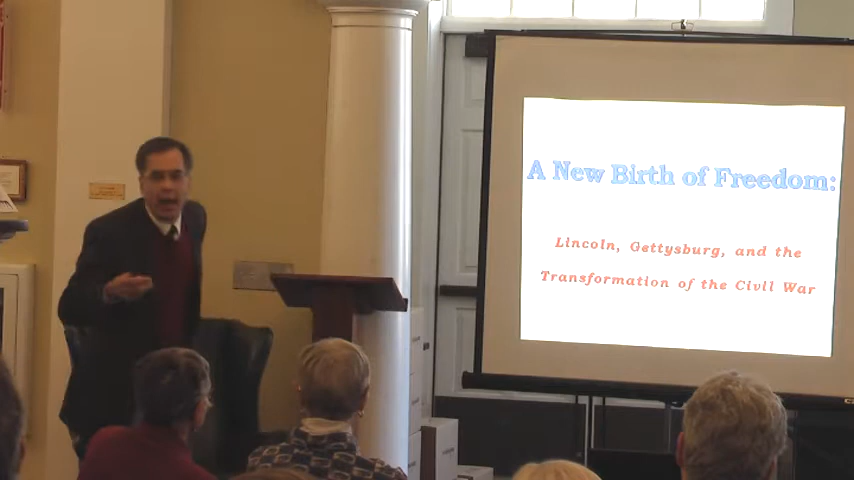 A New Birth of Freedom:
Lincoln, Gettysburg, and the
Transformation of the Civil War